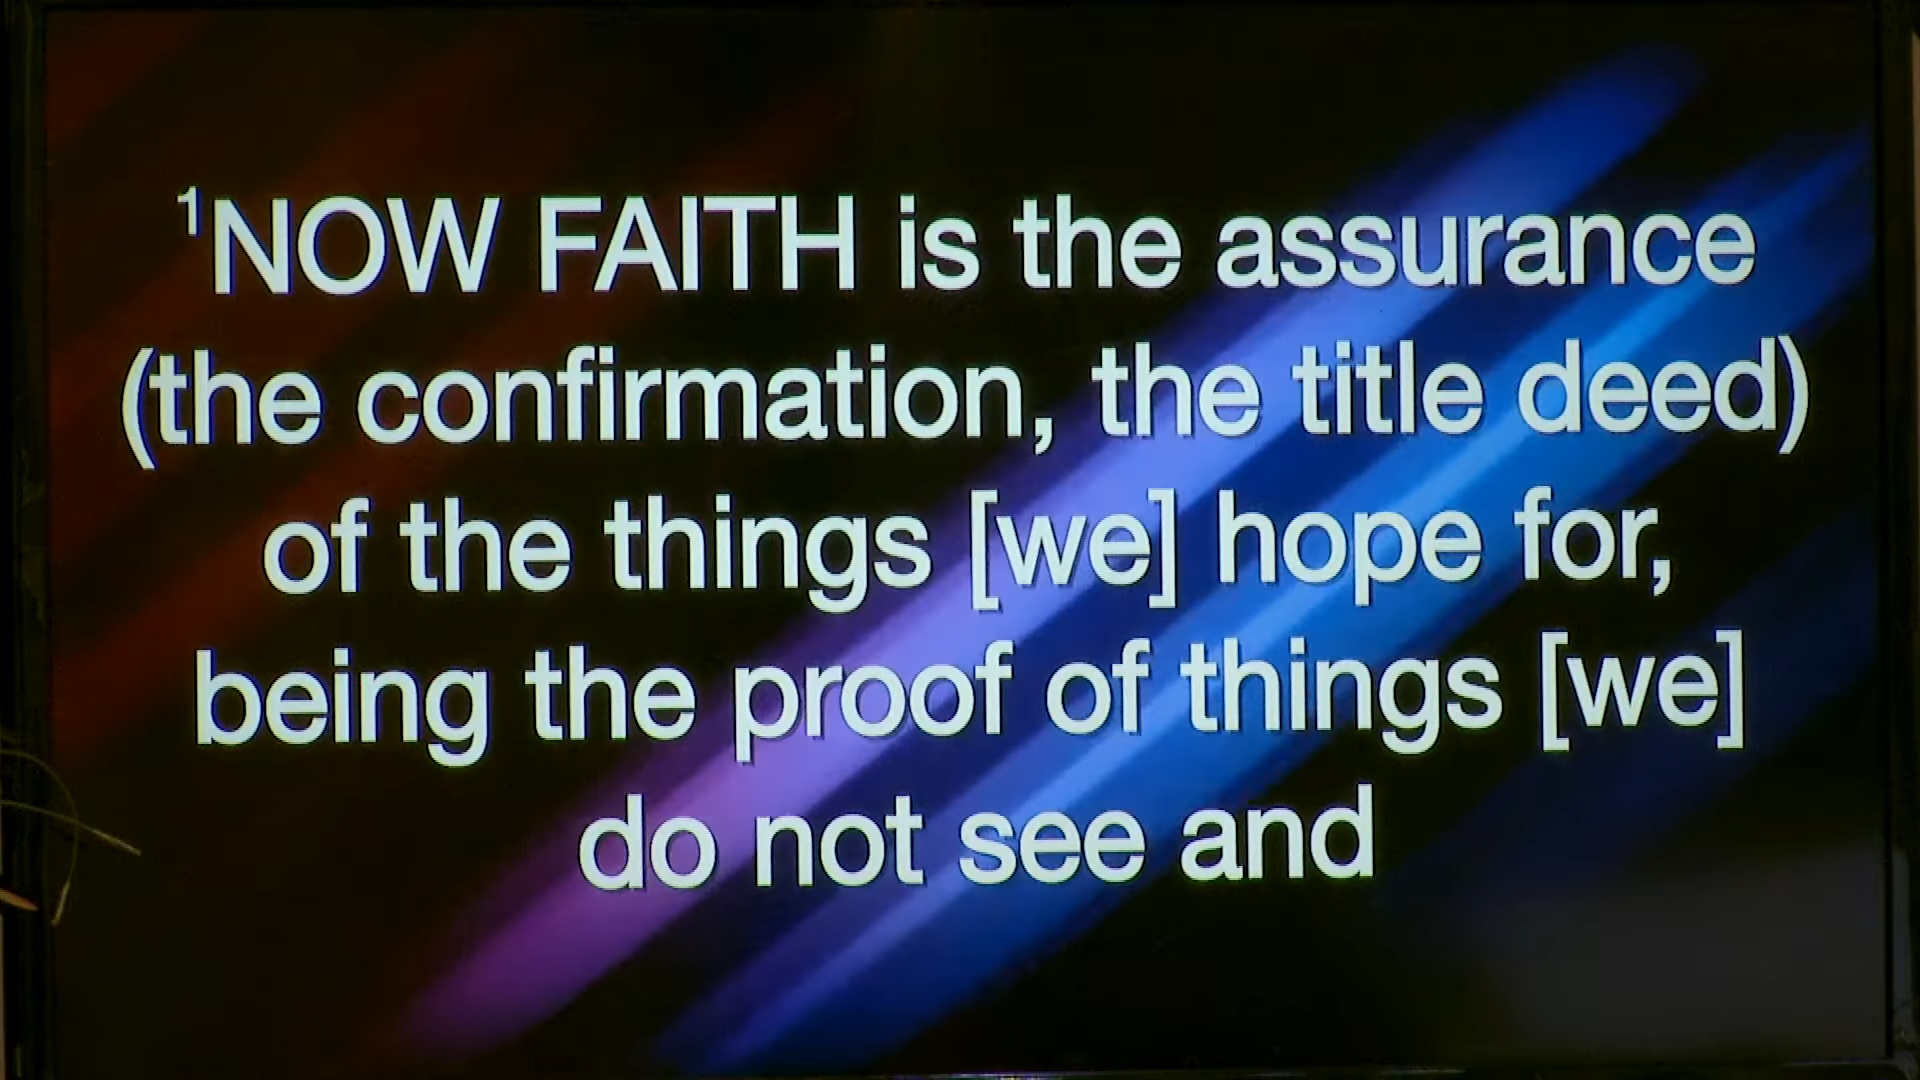 ¹NOW FAITH is the assurance
(the confirmation, the title deed)
of the things [we] hope for,
being the proof of things [we]
do not see and